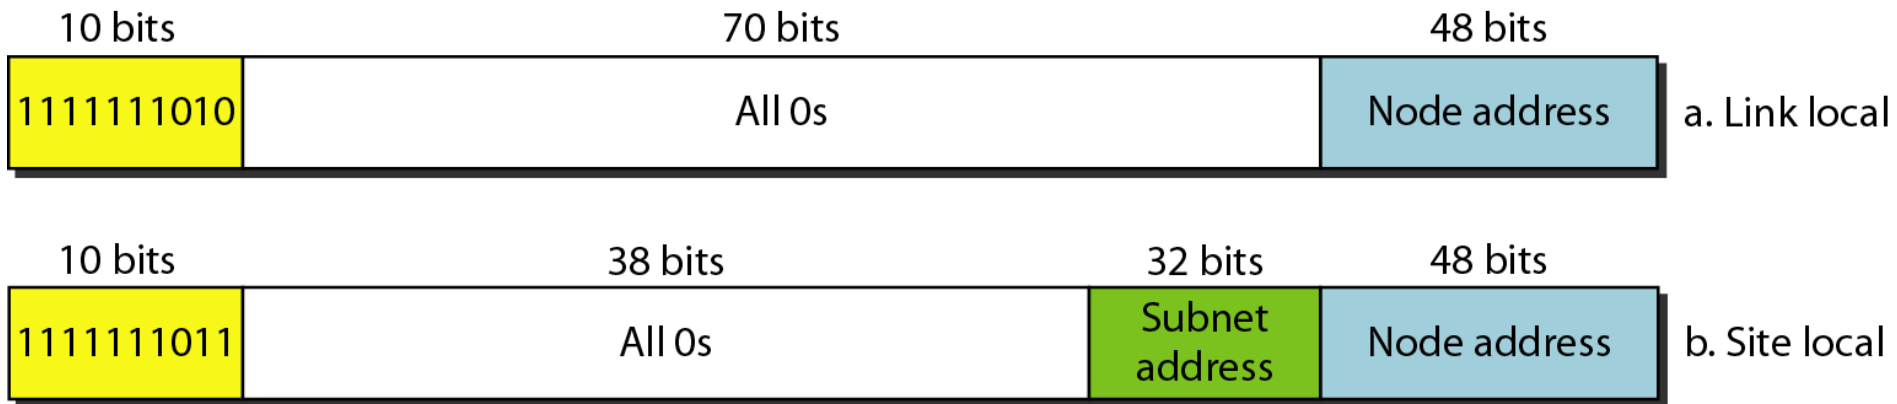 10 bits 70 bits 48 bits
1111111010 All 0s Node address a. Link local
10 bits 38 bits 32 bits 48 bits
1111111011 All 0s Subnet address Node address b. Site local